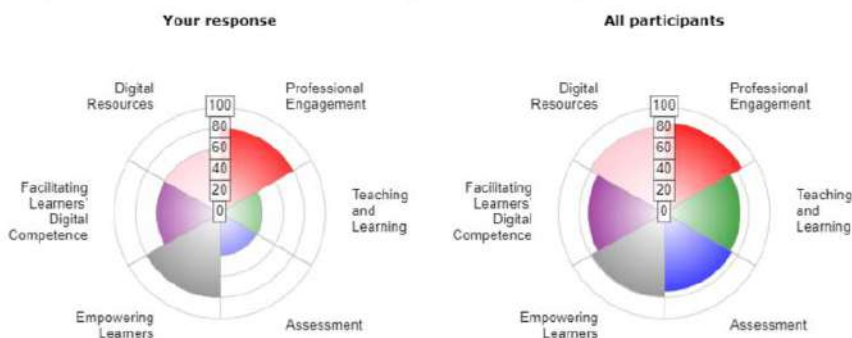 Your response
Digital
Resources
Professional
Engagement
100
80
60
40
20
0
Facilitating
Learners'
Digital
Competence
Teaching
and
Learning
Empowering
Learners
Assessment
All participants
Digital
Resources
Professional
Engagement
100
80
60
40
20
0
Facilitating
Learners'
Digital
Competence
Teaching
and
Learning
Empowering
Learners
Assessment